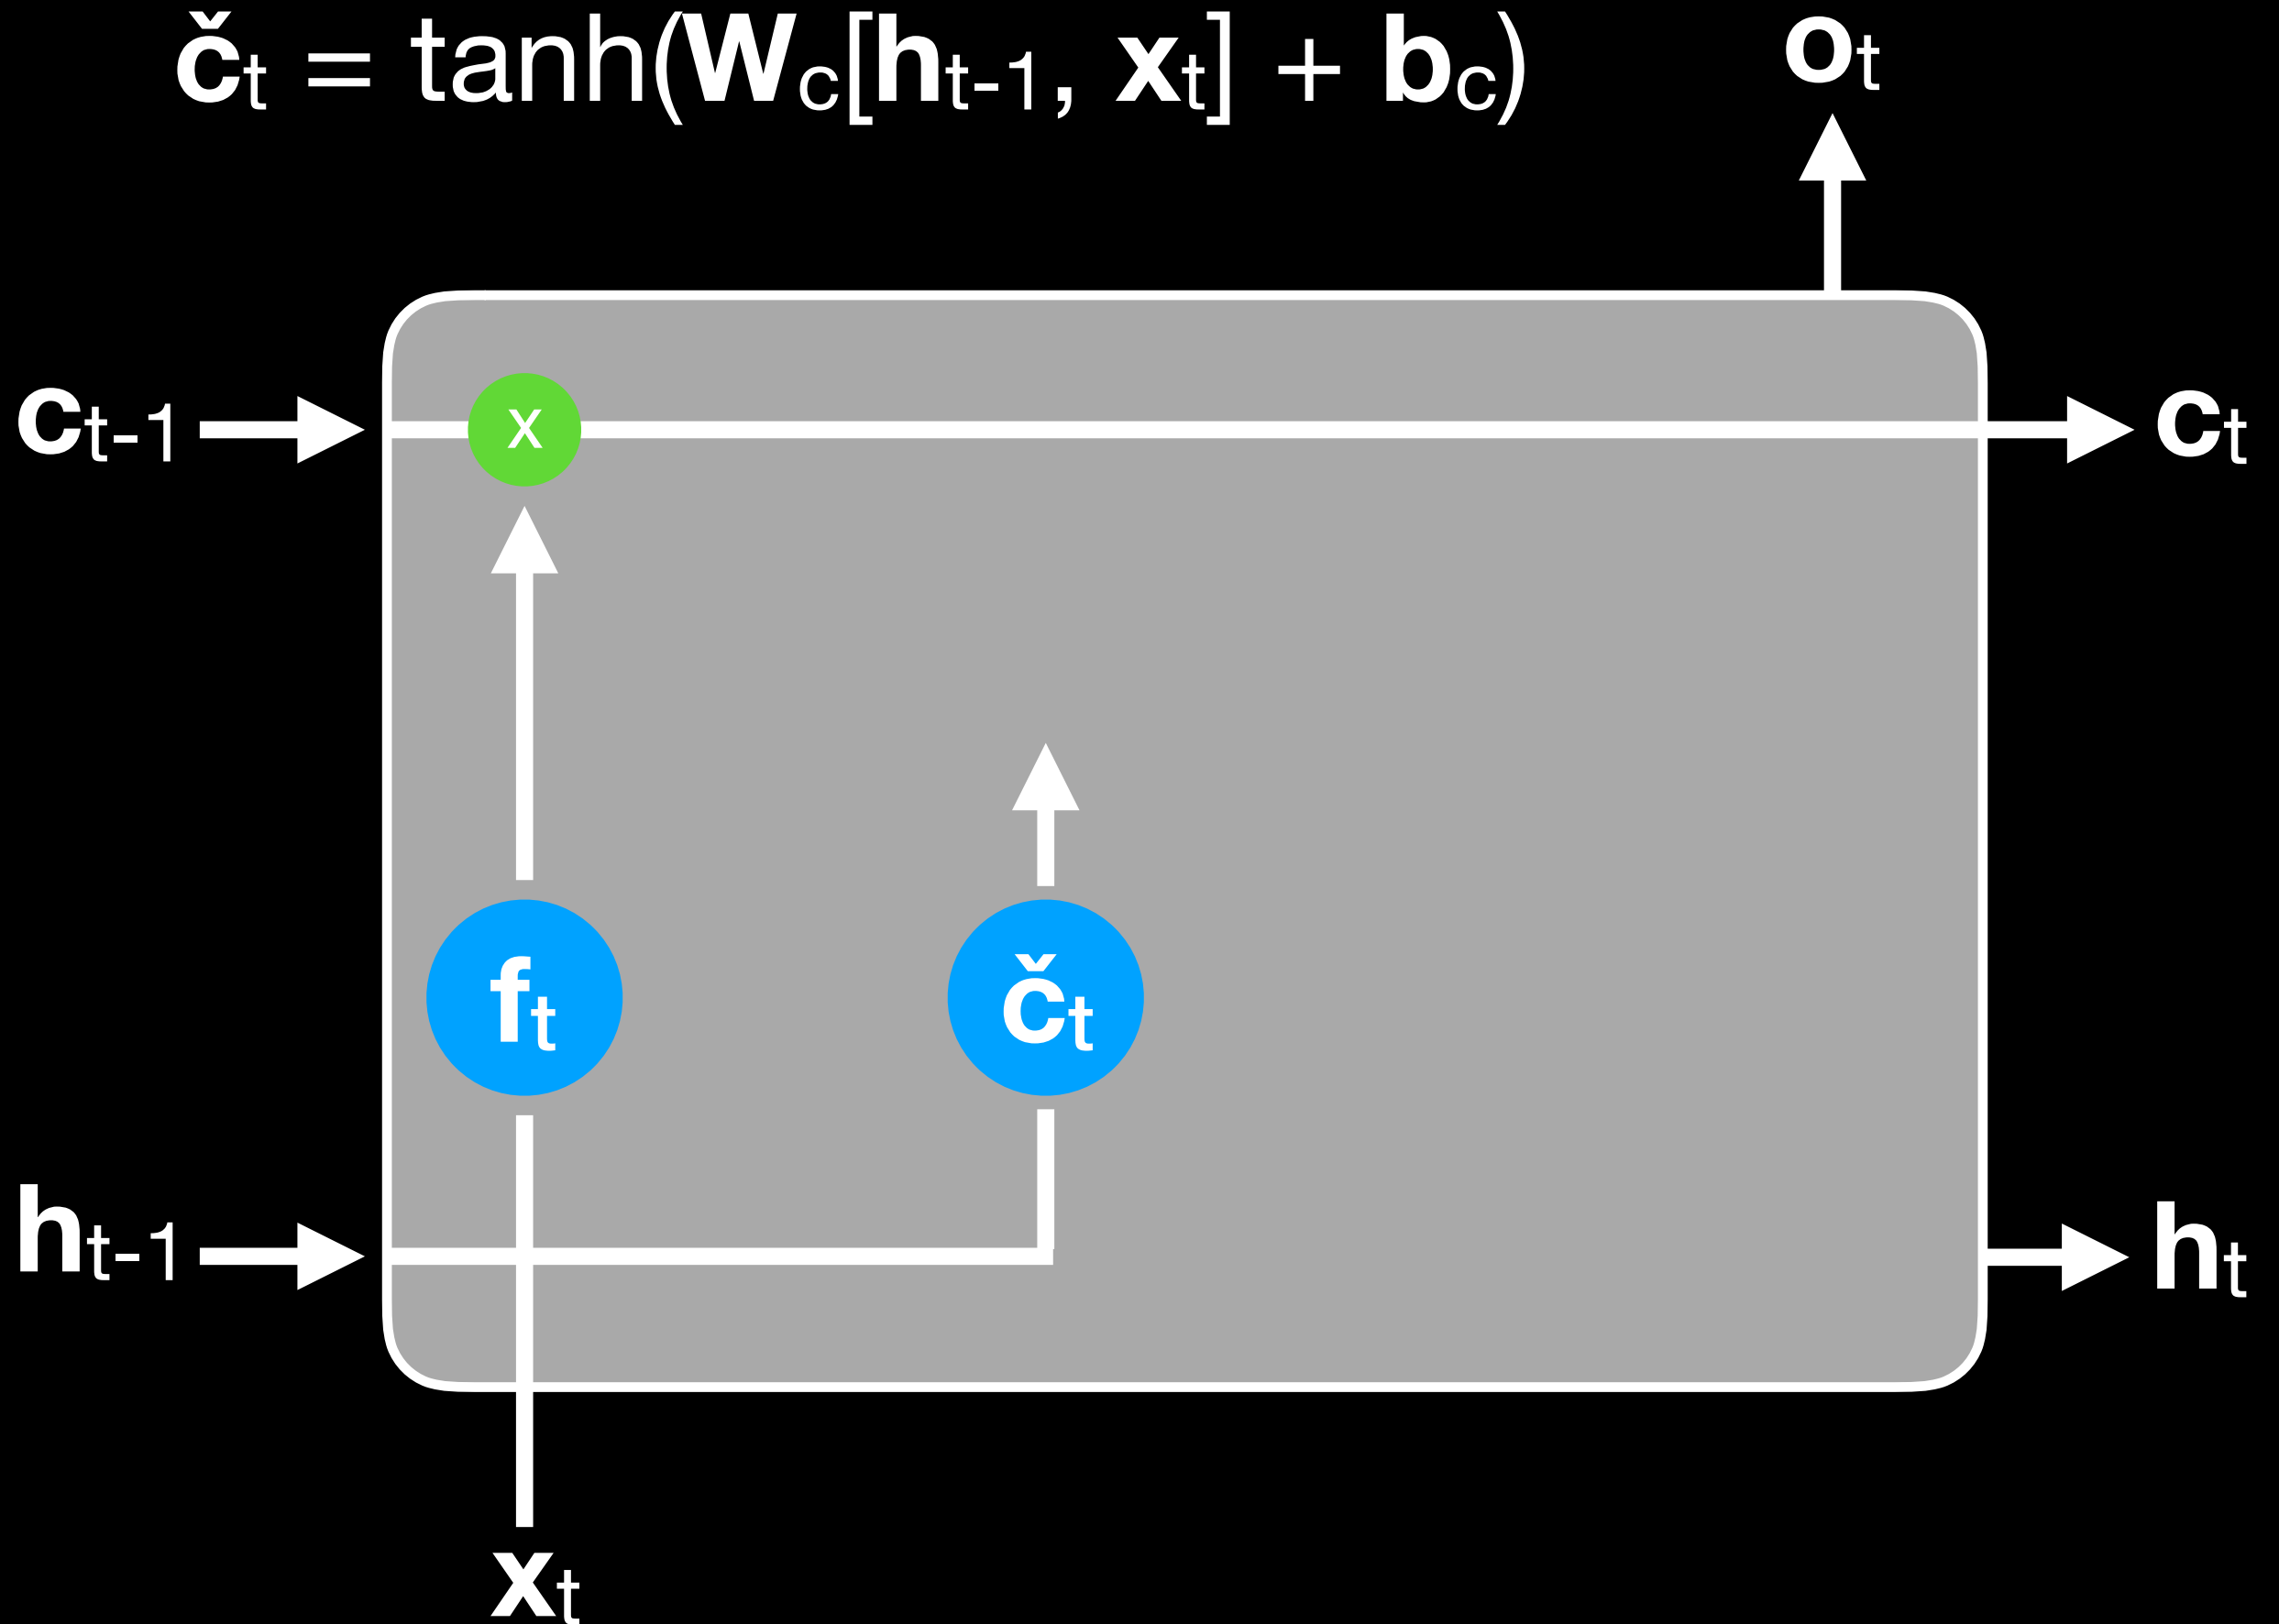 čt = tanh(Wc[ht-1, xt] + bc)
ot
ct-1
x
ct
ft
čt
ht-1
ht
xt